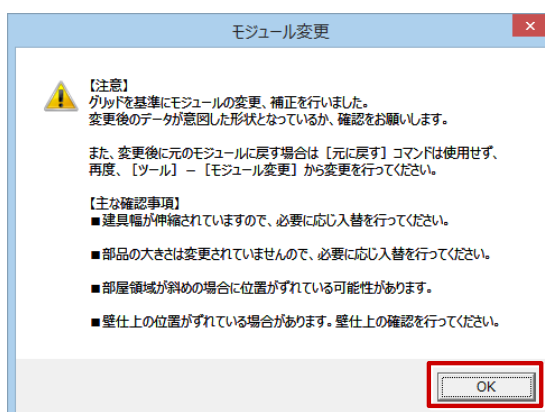 モジュール変更
×
【注意】
グリッドを基準にモジュールの変更、補正を行いました。
変更後のデータが意図した形状となっているか、確認をお願いします。
また、変更後に元のモジュールに戻す場合は［元に戻す］コマンドは使用せず、
再度、［ツール］－［モジュール変更］から変更を行ってください。
【主な確認事項】
■建具幅が伸縮されていますので、必要に応じ入替を行ってください。
■部品の大きさは変更されていませんので、必要に応じ入替を行ってください。
■部屋領域が斜めの場合に位置がずれている可能性があります。
■壁仕上の位置がずれている場合があります。壁仕上の確認を行ってください。
OK